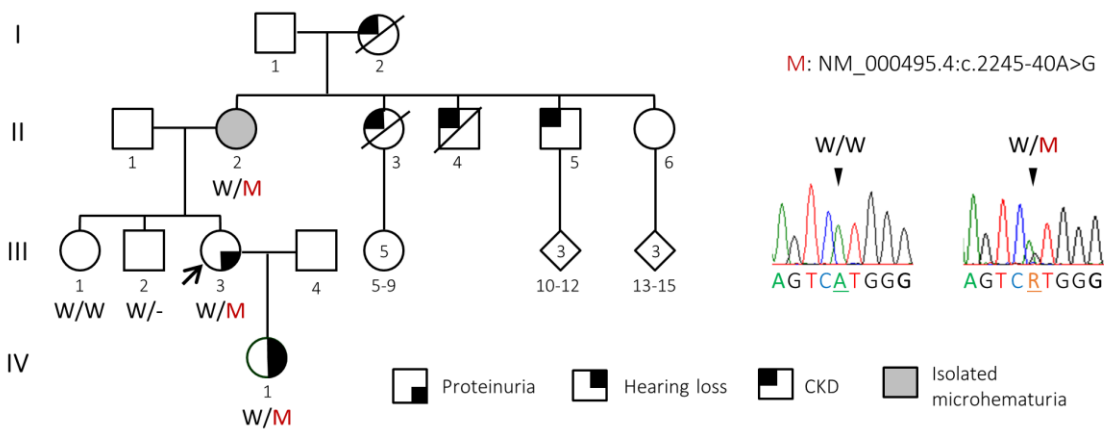 I
1
2
M: NM_000495.4:c.2245-40A>G
II
1
2
3
4
5
6
W/M
W/W
W/M
III
5
3
3
1
2
3
4
5-9
10-12
13-15
W/W
W/-
W/M
AGTCATGGG
AGTCRTGGG
IV
1
W/M
Proteinuria
Hearing loss
CKD
Isolated
microhematuria